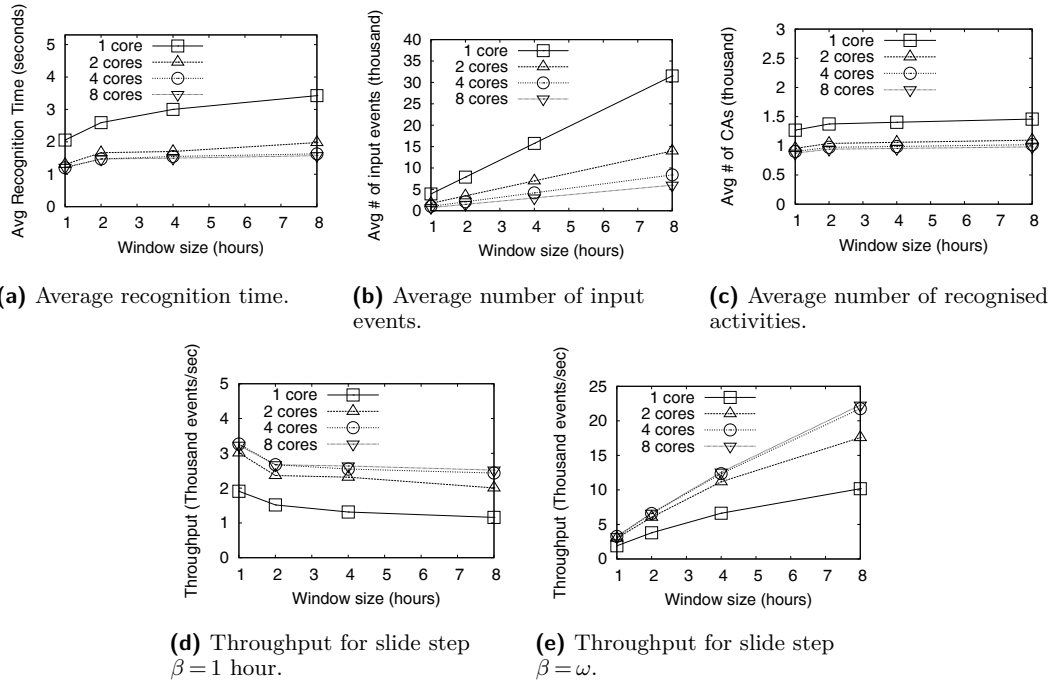 Avg Recognition Time (seconds)
5
4
3
2
1
0
1 core
2 cores
4 cores
8 cores
1 2 3 4 5 6 7 8
Window size (hours)
(a) Average recognition time.
Avg # of input events (thousand)
40
35
30
25
20
15
10
5
0
1 core
2 cores
4 cores
8 cores
1 2 3 4 5 6 7 8
Window size (hours)
(b) Average number of input
events.
Avg # of CAs (thousand)
3
2.5
2
1.5
1
0.5
0
1 core
2 cores
4 cores
8 cores
1 2 3 4 5 6 7 8
Window size (hours)
(c) Average number of recognised
activities.
Throughput (Thousand events/sec)
5
4
3
2
1
0
1 core
2 cores
4 cores
8 cores
1 2 3 4 5 6 7 8
Window size (hours)
(d) Throughput for slide step
β = 1 hour.
Throughput (Thousand events/sec)
25
20
15
10
5
0
1 core
2 cores
4 cores
8 cores
1 2 3 4 5 6 7 8
Window size (hours)
(e) Throughput for slide step
β = ω.